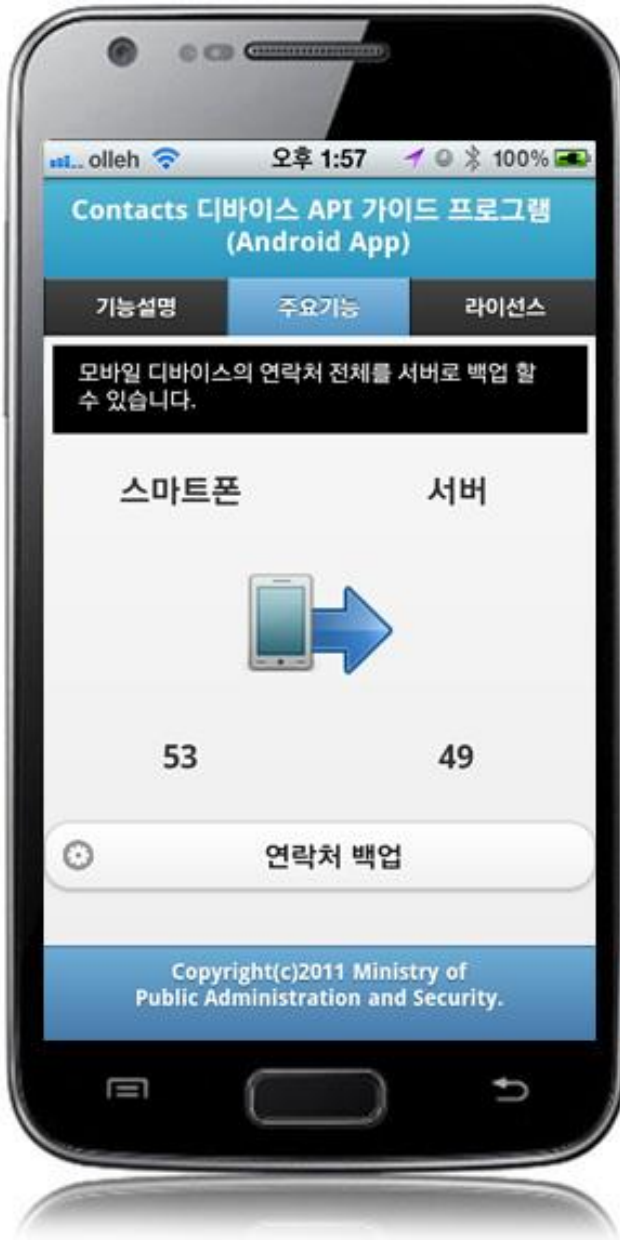 olleh 오후 1:57 100%
Contacts 디바이스 API 가이드 프로그램
(Android App)
기능설명 주요기능 라이선스
모바일 디바이스의 연락처 전체를 서버로 백업 할
수 있습니다.
스마트폰 서버
53 49
연락처 백업
Copyright(c)2011 Ministry of
Public Administration and Security.